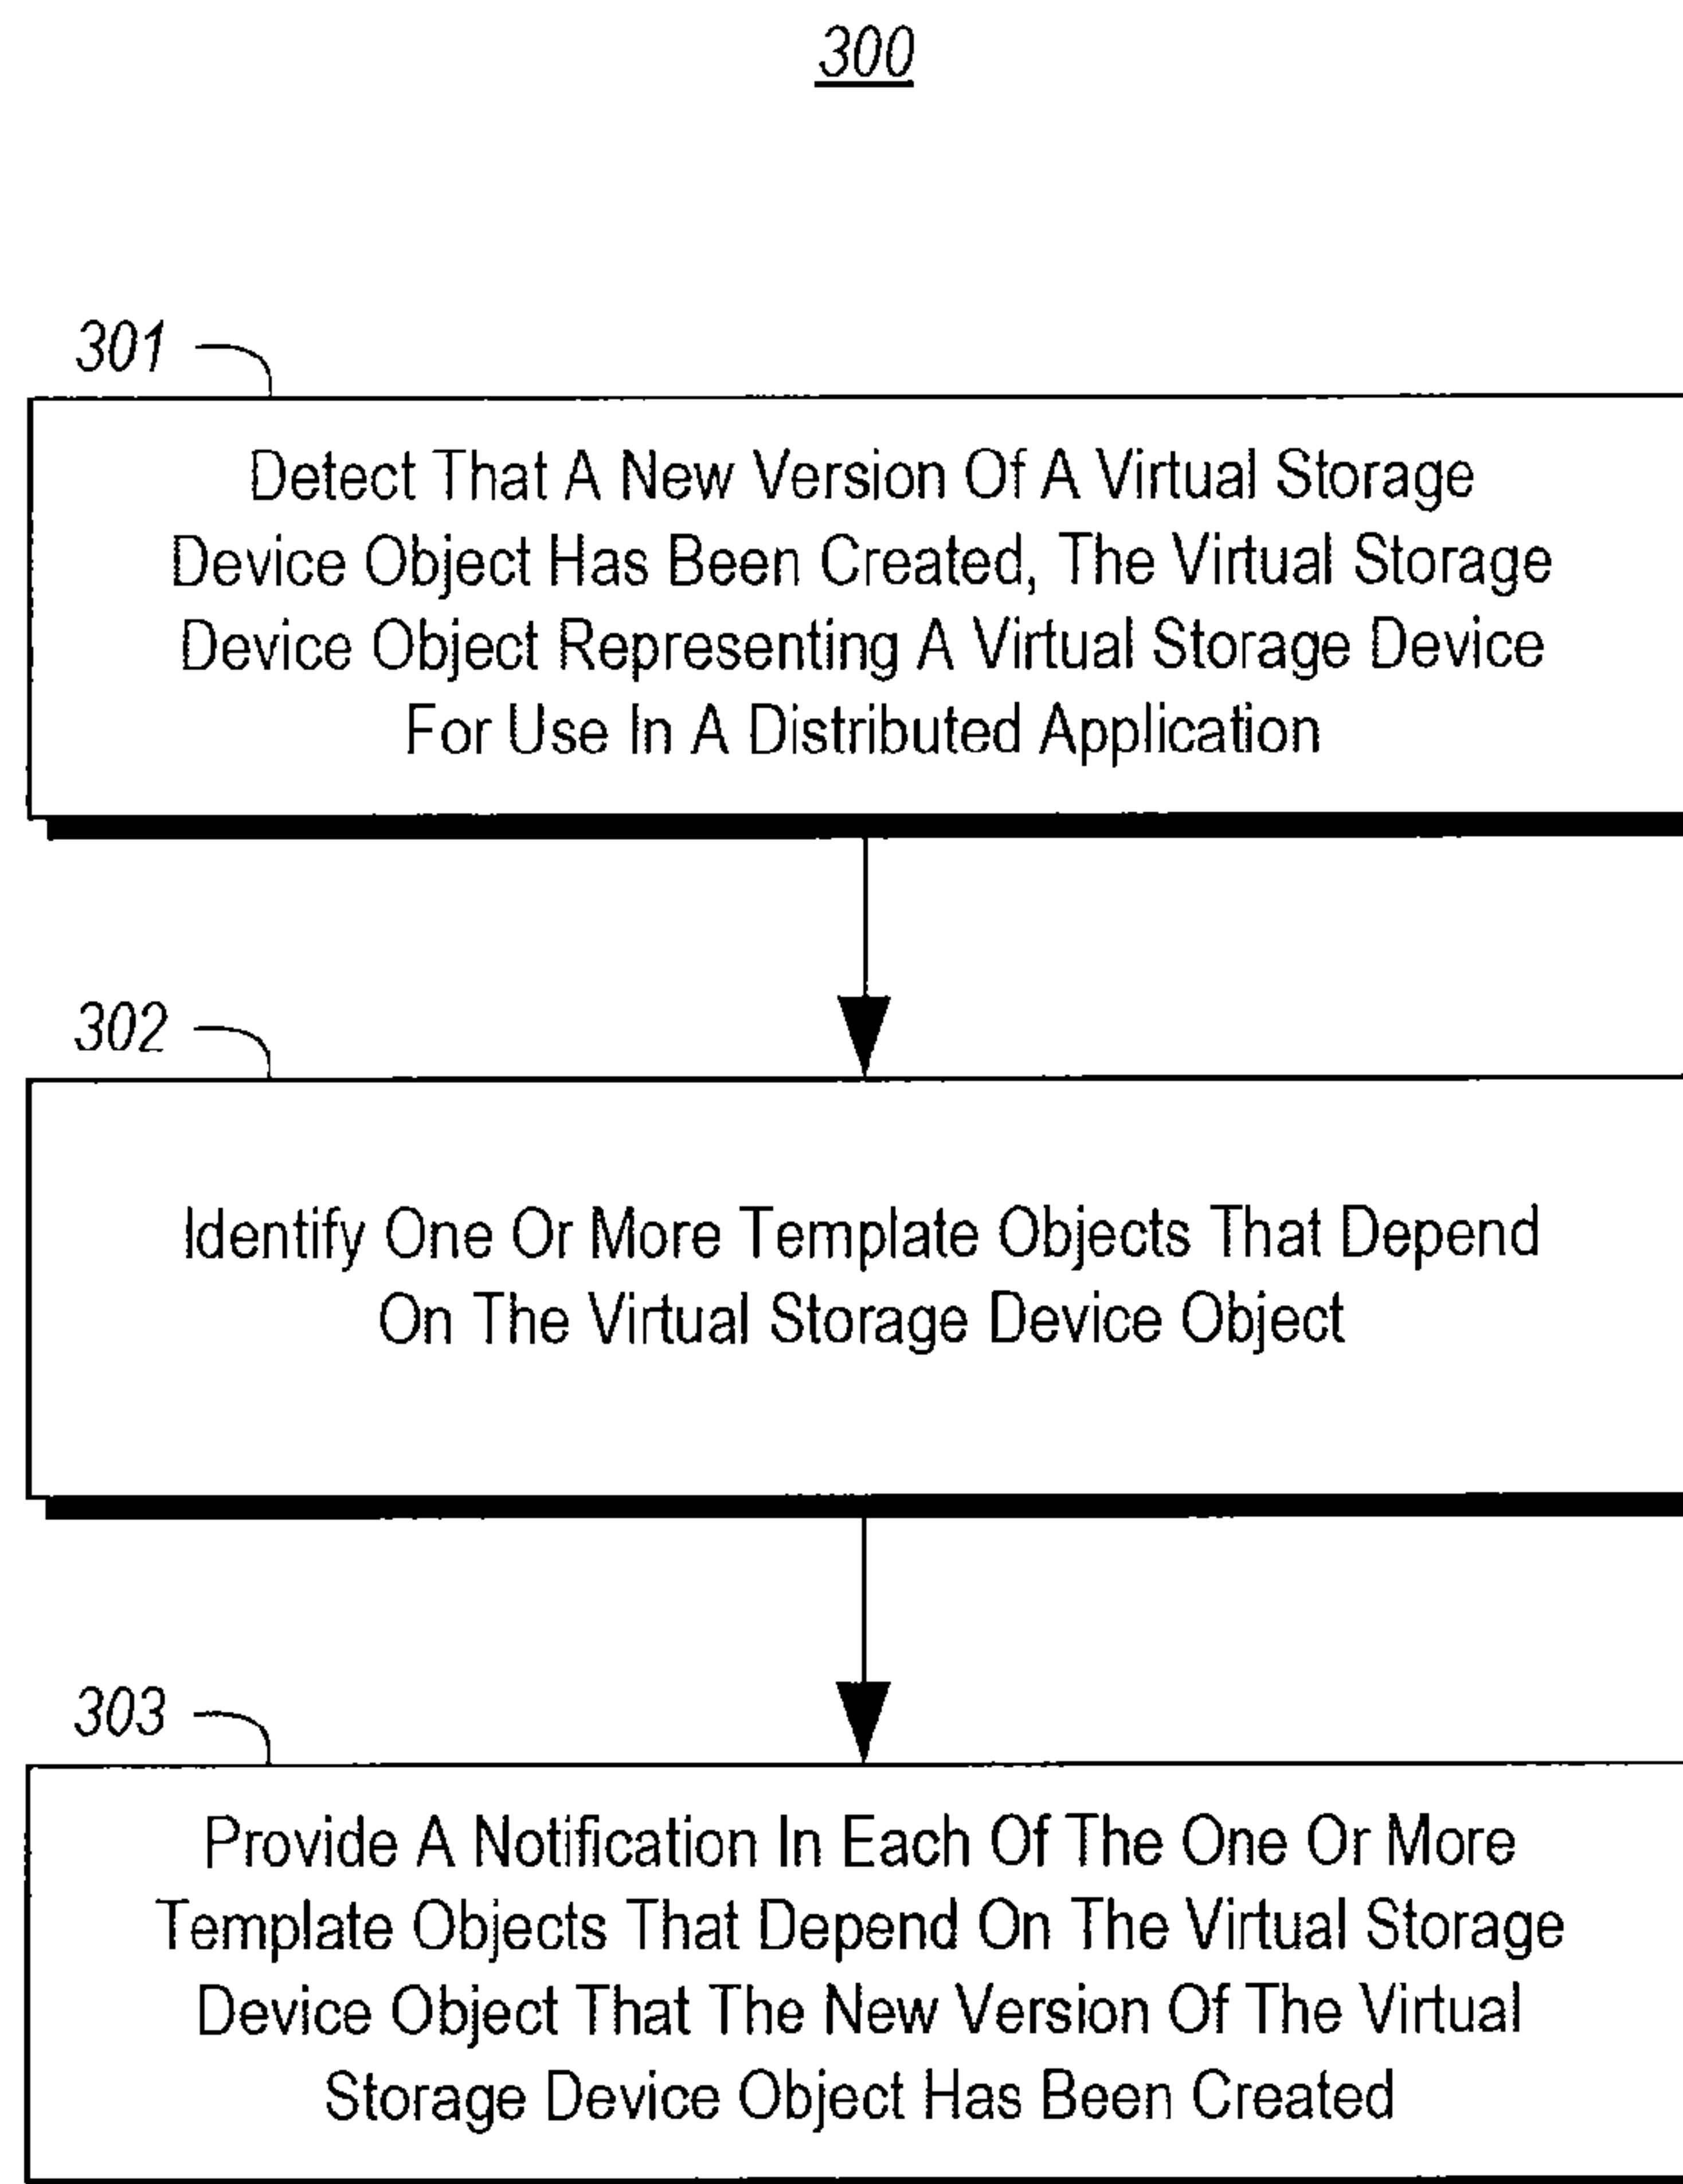 300
301
Detect That A New Version Of A Virtual Storage
Device Object Has Been Created, The Virtual Storage
Device Object Representing A Virtual Storage Device
For Use In A Distributed Application
302
Identify One Or More Template Objects That Depend
On The Virtual Storage Device Object
303
Provide A Notification In Each Of The One Or More
Template Objects That Depend On The Virtual Storage
Device Object That The New Version Of The Virtual
Storage Device Object Has Been Created